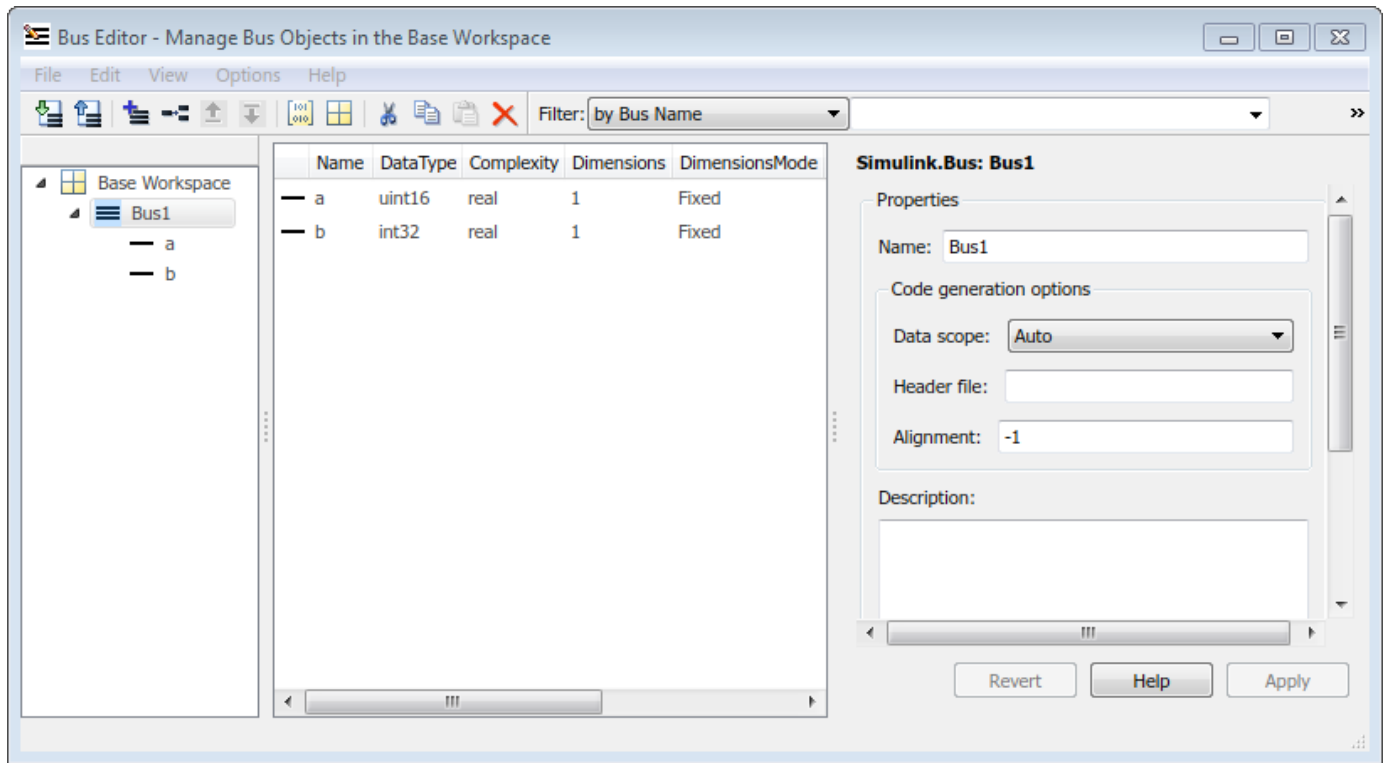 Bus Editor - Manage Bus Objects in the Base Workspace
File Edit View Options Help
Filter: by Bus Name
Base Workspace
Bus1
a
b
Name DataType Complexity Dimensions DimensionsMode
a uint16 real 1 Fixed
b int32 real 1 Fixed
Simulink.Bus: Bus1
Properties
Name: Bus1
Code generation options
Data scope: Auto
Header file:
Alignment: -1
Description:
Revert Help Apply